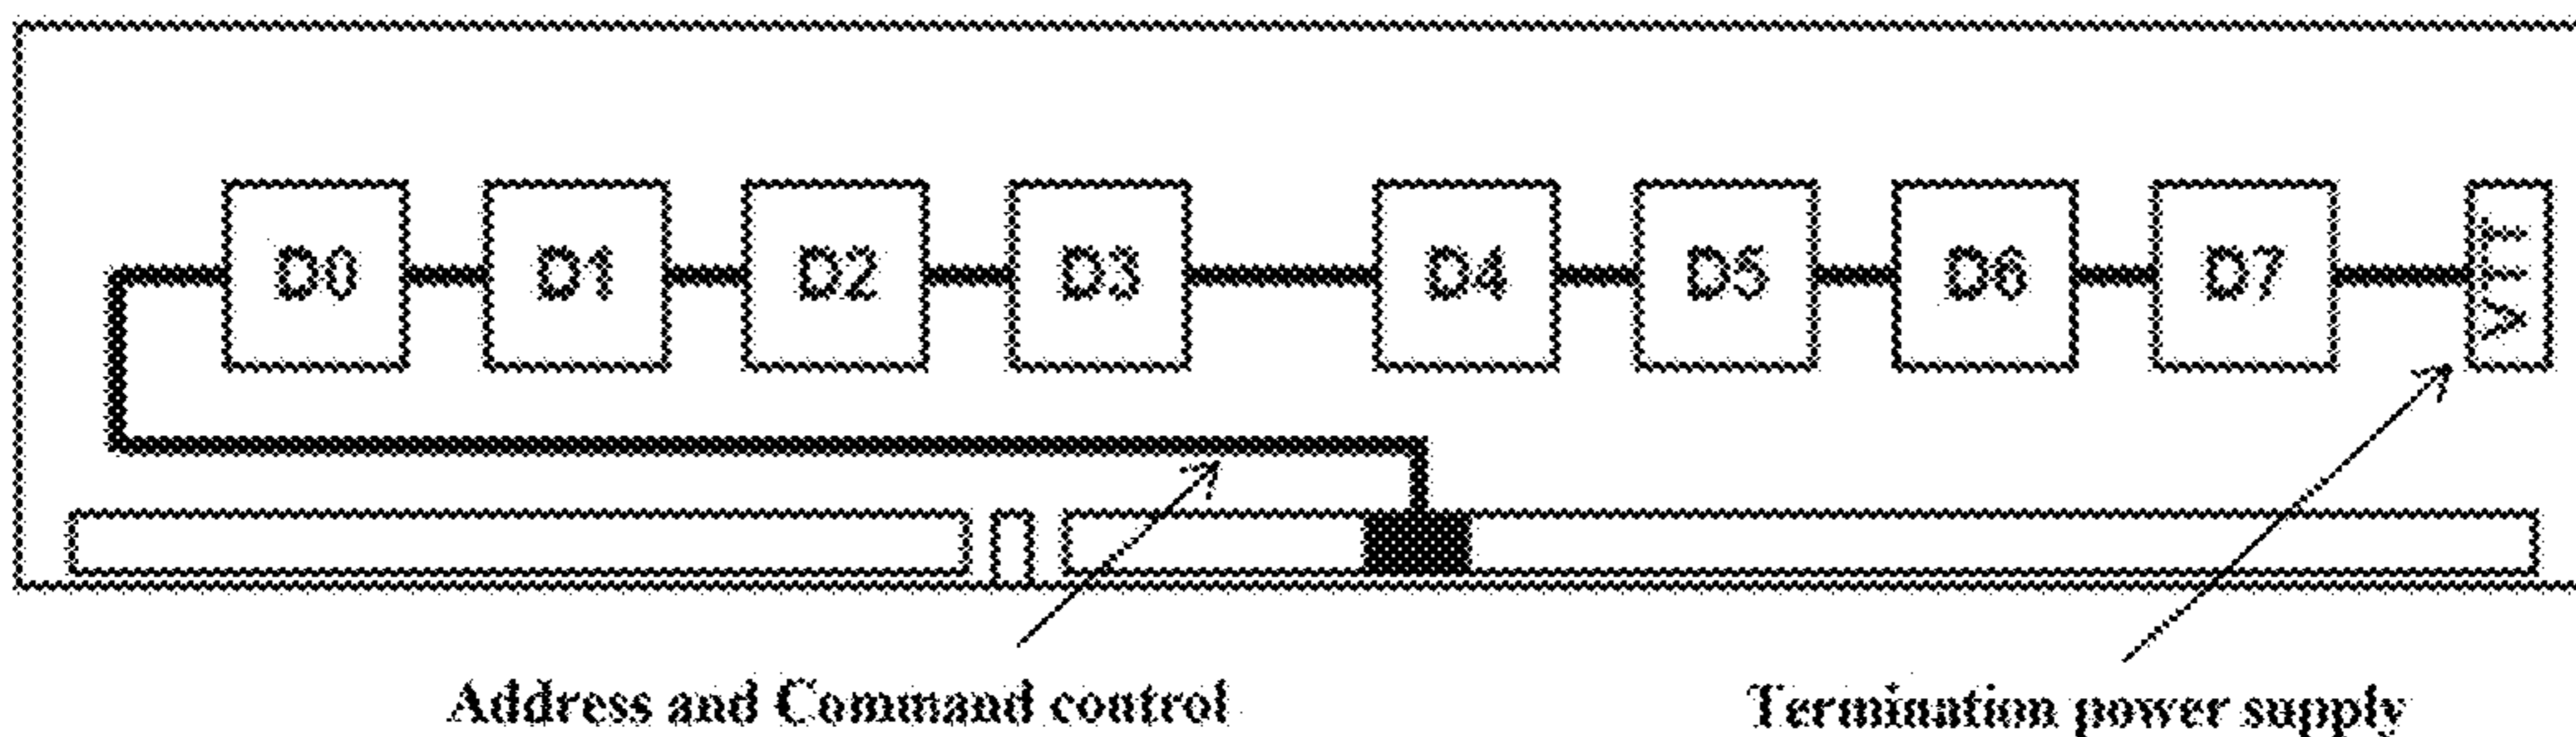 D0 D1 D2 D3 D4 D5 D6 D7 VTT
Address and Command control
Termination power supply